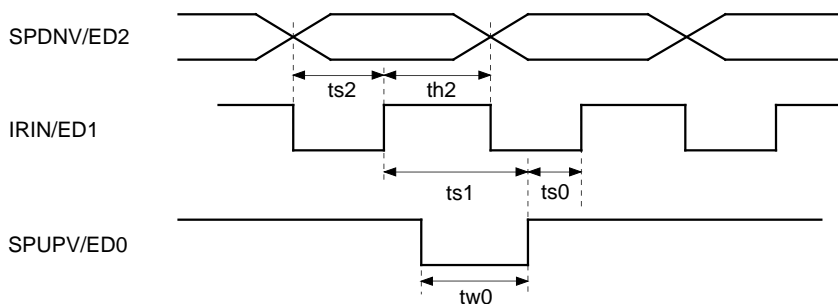 SPDNV/ED2
ts2 th2
IRIN/ED1
ts1 ts0
SPUPV/ED0
tw0